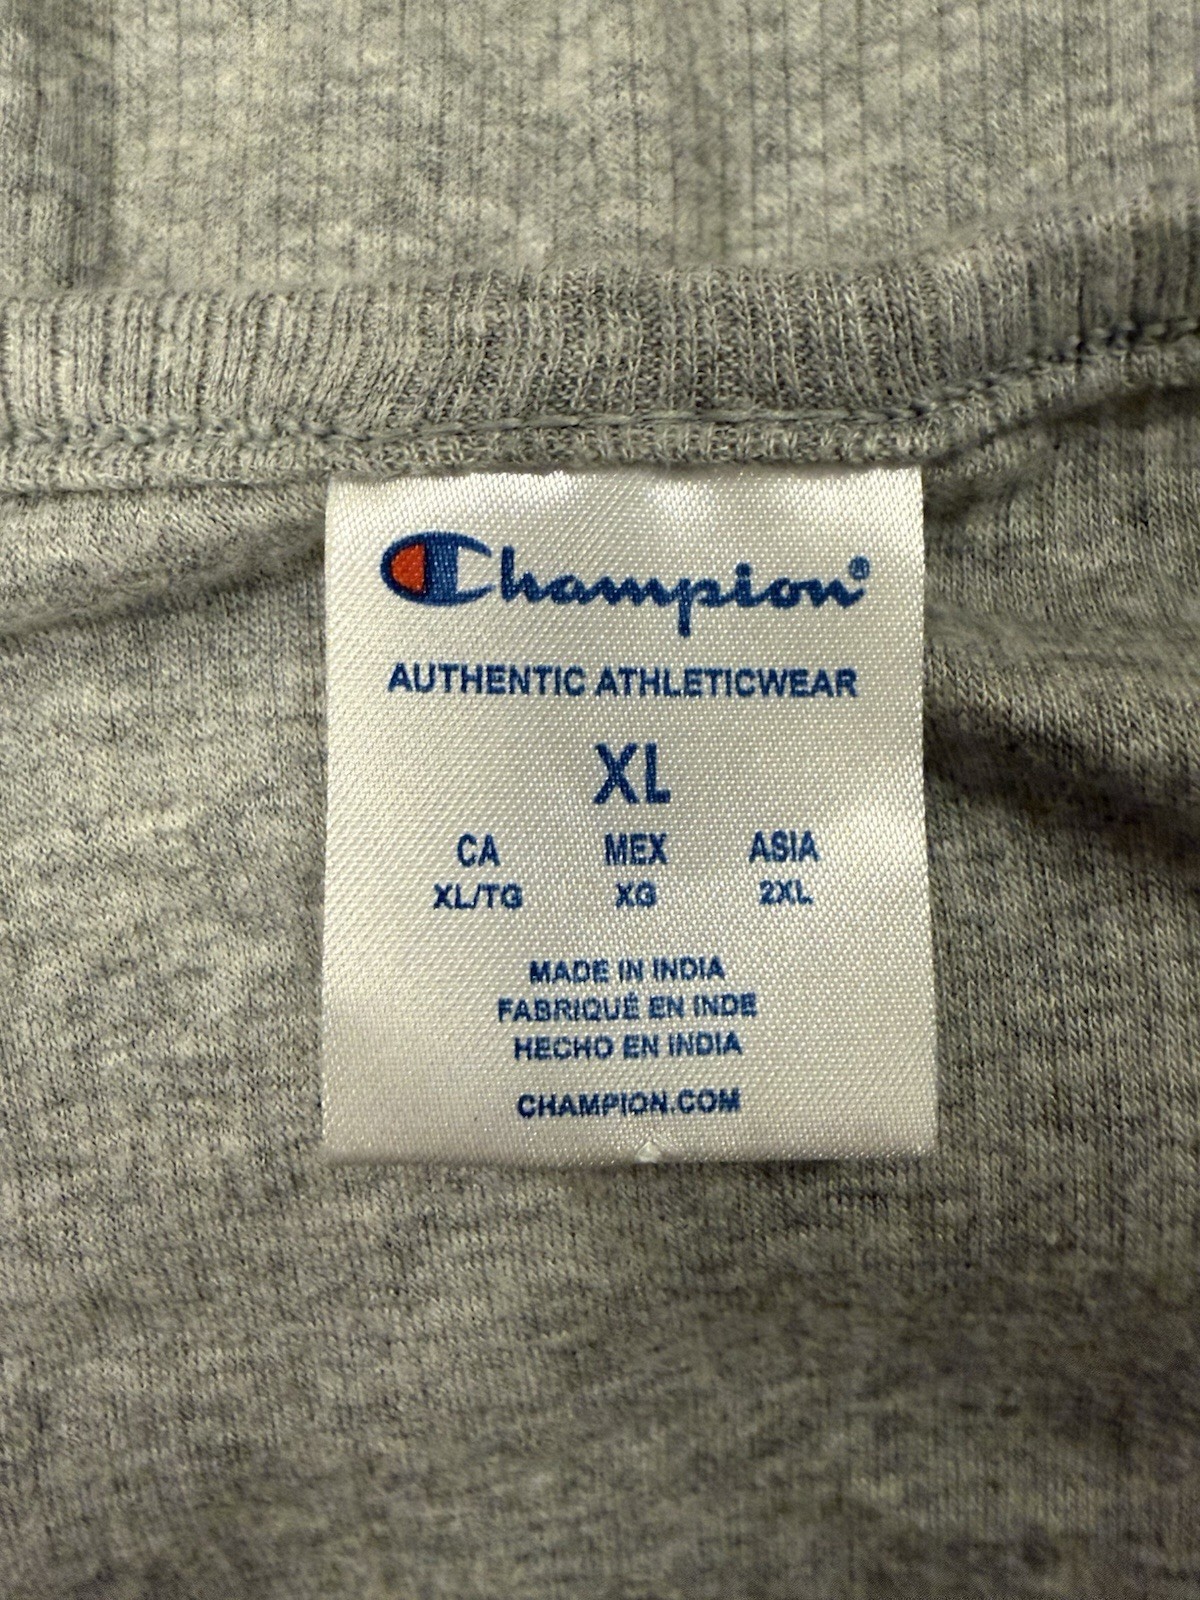 Champion®
AUTHENTIC ATHLETICWEAR
XL
CA MEX ASIA
XL/TG XG 2XL
MADE IN INDIA
FABRIQUÉ EN INDE
HECHO EN INDIA
CHAMPION.COM